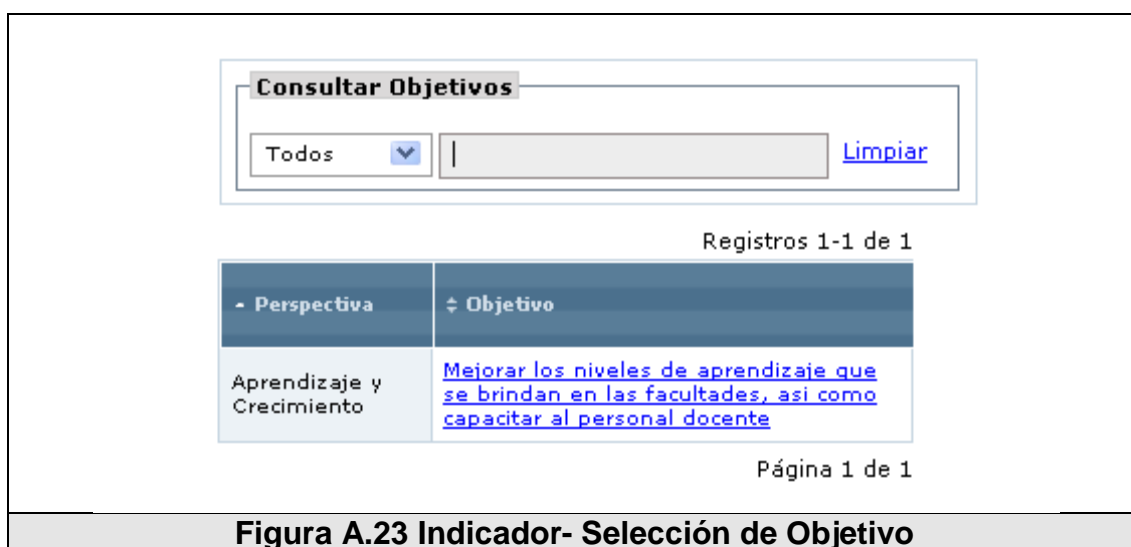 Consultar Objetivos
Todos
Limpiar
Registros 1-1 de 1
Perspectiva
Objetivo
Aprendizaje y
Crecimiento
Mejorar los niveles de aprendizaje que
se brindan en las facultades, asi como
capacitar al personal docente
Página 1 de 1
Figura A.23 Indicador- Selección de Objetivo